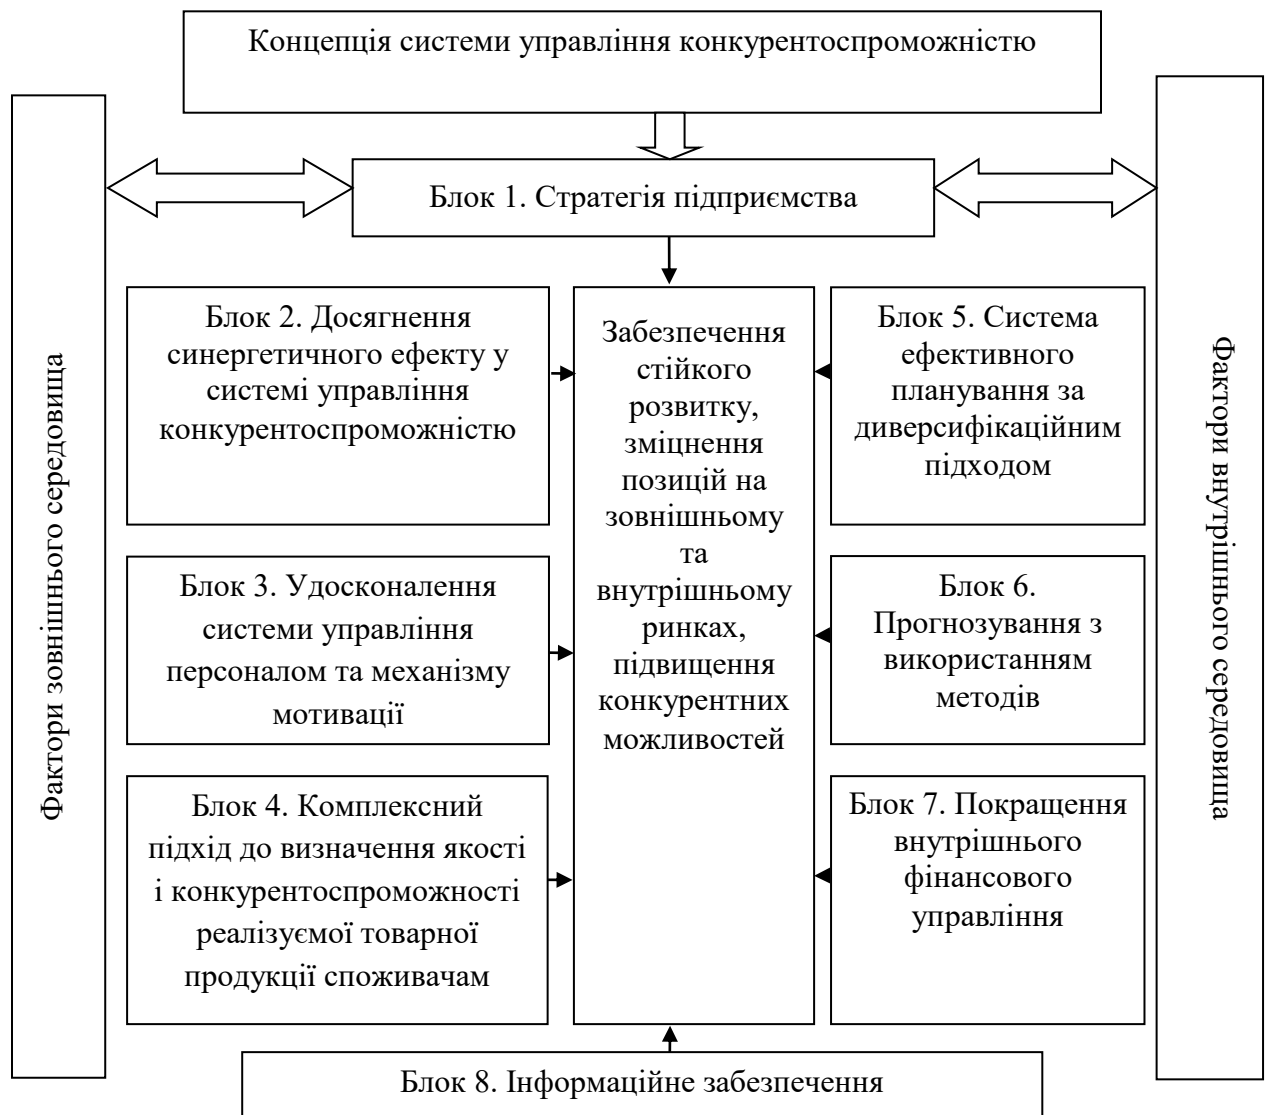 Концепція системи управління конкурентоспроможністю
Блок 1. Стратегія підприємства
Фактори зовнішнього середовища
Блок 2. Досягнення
синергетичного ефекту у
системі управління
конкурентоспроможністю
Блок 3. Удосконалення
системи управління
персоналом та механізму
мотивації
Блок 4. Комплексний
підхід до визначення якості
і конкурентоспроможності
реалізуємої товарної
продукції споживачам
Забезпечення
стійкого
розвитку,
зміцнення
позицій на
зовнішньому
та
внутрішньому
ринках,
підвищення
конкурентних
можливостей
Блок 5. Система
ефективного
планування за
диверсифікаційним
підходом
Блок 6.
Прогнозування з
використанням
методів
Блок 7. Покращення
внутрішнього
фінансового
управління
Фактори внутрішнього середовища
Блок 8. Інформаційне забезпечення